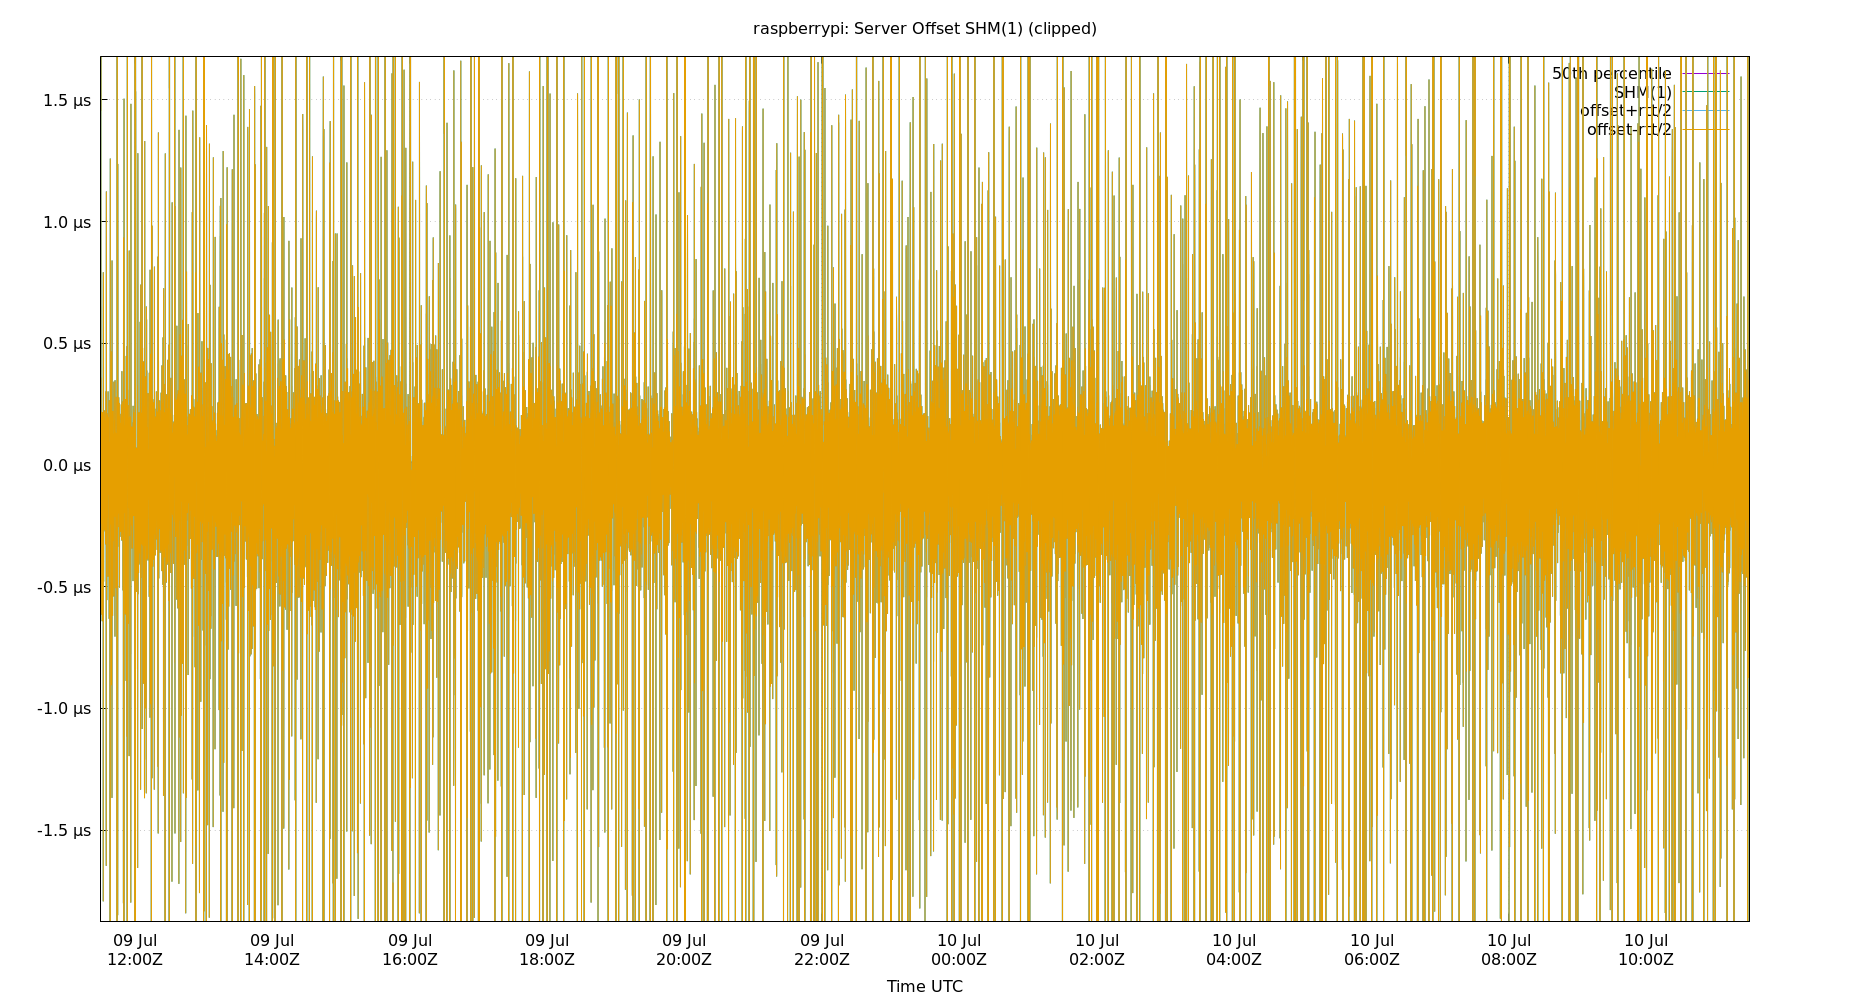 raspberrypi: Server Offset SHM(1) (clipped)
50th percentile
SHM(1)
offset+rtt/2
offset-rtt/2
1.5 µs
1.0 µs
0.5 µs
0.0 µs
-0.5 µs
-1.0 µs
-1.5 µs
09 Jul 09 Jul 09 Jul 09 Jul 09 Jul 09 Jul 10 Jul 10 Jul 10 Jul 10 Jul 10 Jul 10 Jul
12:00Z 14:00Z 16:00Z 18:00Z 20:00Z 22:00Z 00:00Z 02:00Z 04:00Z 06:00Z 08:00Z 10:00Z
Time UTC